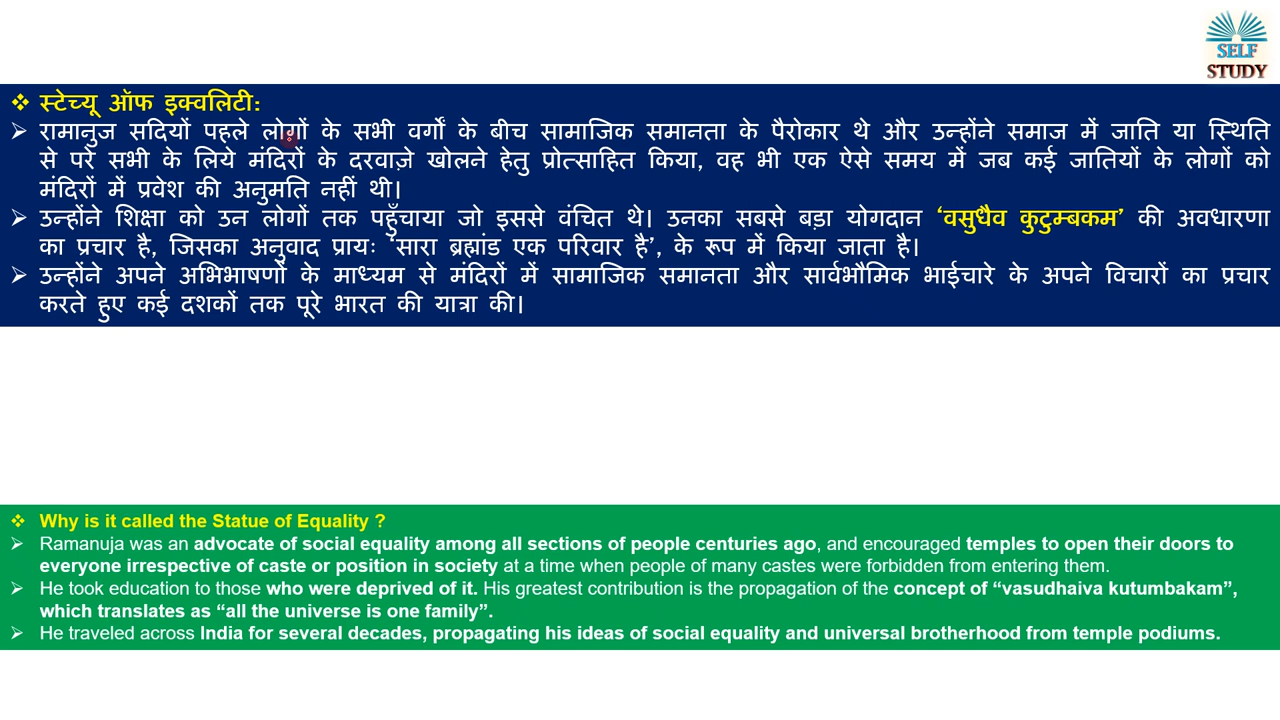 SELF
STUDY
❖ स्टेच्यू ऑफ इक्वलिटी:
➢ रामानुज सदियों पहले लोगों के सभी वर्गों के बीच सामाजिक समानता के पैरोकार थे और उन्होंने समाज में जाति या स्थिति
से परे सभी के लिये मंदिरों के दरवाज़े खोलने हेतु प्रोत्साहित किया, वह भी एक ऐसे समय में जब कई जातियों के लोगों को
मंदिरों में प्रवेश की अनुमति नहीं थी।
➢ उन्होंने शिक्षा को उन लोगों तक पहुँचाया जो इससे वंचित थे। उनका सबसे बड़ा योगदान ‘वसुधैव कुटुम्बकम’ की अवधारणा
का प्रचार है, जिसका अनुवाद प्रायः ‘सारा ब्रह्मांड एक परिवार है’, के रूप में किया जाता है।
➢ उन्होंने अपने अभिभाषणों के माध्यम से मंदिरों में सामाजिक समानता और सार्वभौमिक भाईचारे के अपने विचारों का प्रचार
करते हुए कई दशकों तक पूरे भारत की यात्रा की।
❖ Why is it called the Statue of Equality ?
➢ Ramanuja was an advocate of social equality among all sections of people centuries ago, and encouraged temples to open their doors to
everyone irrespective of caste or position in society at a time when people of many castes were forbidden from entering them.
➢ He took education to those who were deprived of it. His greatest contribution is the propagation of the concept of “vasudhaiva kutumbakam”,
which translates as “all the universe is one family”.
➢ He traveled across India for several decades, propagating his ideas of social equality and universal brotherhood from temple podiums.